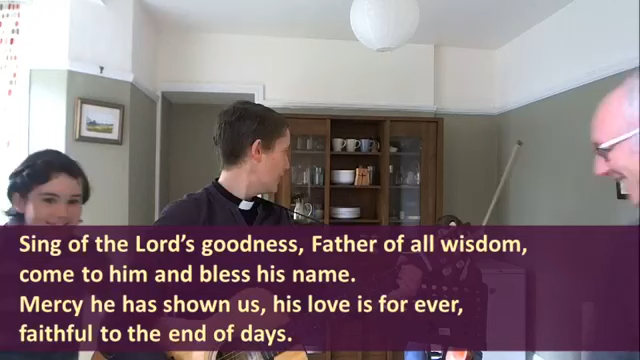 Sing of the Lord's goodness, Father of all wisdom,
come to him and bless his name.
Mercy he has shown us, his love is for ever,
faithful to the end of days.